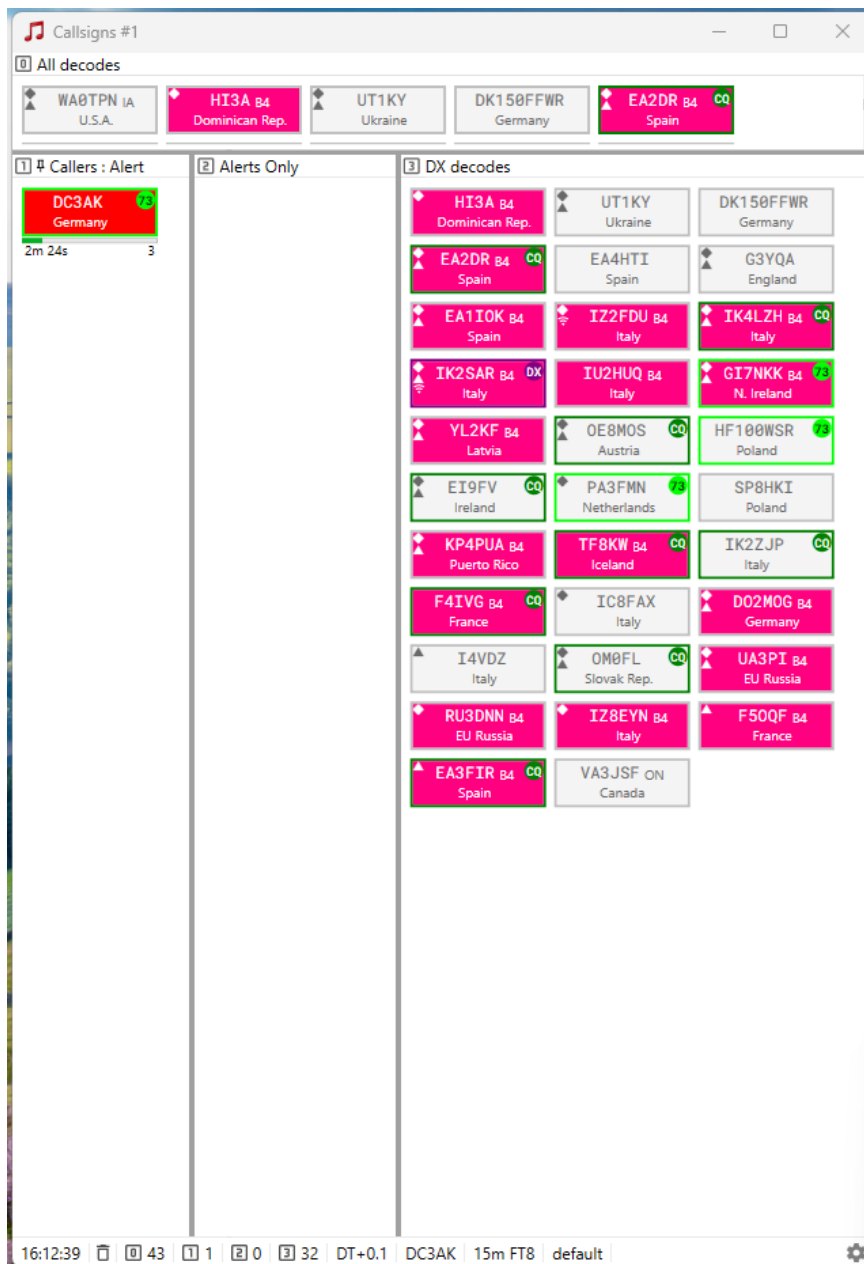 Callsigns #1
0 All decodes
WAØTPN IA
U.S.A.
HI3A B4
Dominican Rep.
UT1KY
Ukraine
DK15ØFFWR
Germany
EA2DR B4 CQ
Spain
1 Callers : Alert
2 Alerts Only
3 DX decodes
DC3AK 73
Germany
2m 24s 3
HI3A B4
Dominican Rep.
UT1KY
Ukraine
DK15ØFFWR
Germany
EA2DR B4 CQ
Spain
EA4HTI
Spain
G3YQA
England
EA1IOK B4
Spain
IZ2FDU B4
Italy
IK4LZH B4 CQ
Italy
IK2SAR B4 DX
Italy
IU2HUQ B4
Italy
GI7NKK B4 73
N. Ireland
YL2KF B4
Latvia
OE8MOS CQ
Austria
HF1ØØWSR 73
Poland
EI9FV CQ
Ireland
PA3FMN 73
Netherlands
SP8HKI
Poland
KP4PUA B4
Puerto Rico
TF8KW B4 CQ
Iceland
IK2ZJP CQ
Italy
F4IVG B4 CQ
France
IC8FAX
Italy
DO2MOG B4
Germany
I4VDZ
Italy
OMØFL CQ
Slovak Rep.
UA3PI B4
EU Russia
RU3DNN B4
EU Russia
IZ8EYN B4
Italy
F5OQF B4
France
EA3FIR B4 CQ
Spain
VA3JSF ON
Canada
16:12:39 0 43 1 1 2 0 3 32 DT+0.1 DC3AK 15m FT8 default